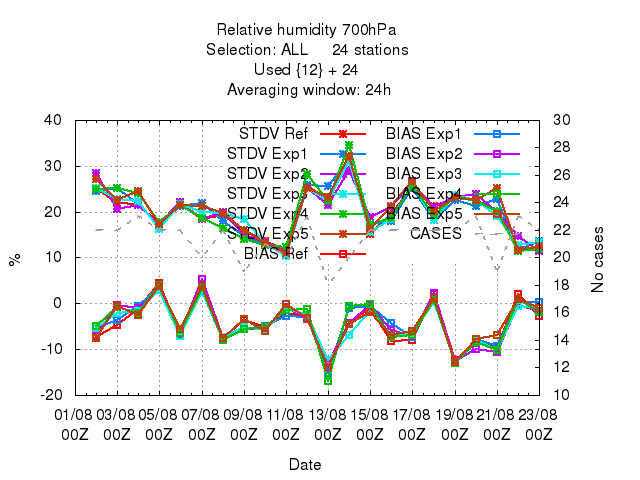 Relative humidity 700hPa
Selection: ALL 24 stations
Used {12} + 24
Averaging window: 24h
40
30
20
10
0
-10
-20
%
30
28
26
24
22
20
18
16
14
12
10
No cases
STDV Ref
STDV Exp1
STDV Exp2
STDV Exp3
STDV Exp4
STDV Exp5
BIAS Ref
BIAS Exp1
BIAS Exp2
BIAS Exp3
BIAS Exp4
BIAS Exp5
CASES
01/08 03/08 05/08 07/08 09/08 11/08 13/08 15/08 17/08 19/08 21/08 23/08
00Z 00Z 00Z 00Z 00Z 00Z 00Z 00Z 00Z 00Z 00Z 00Z
Date